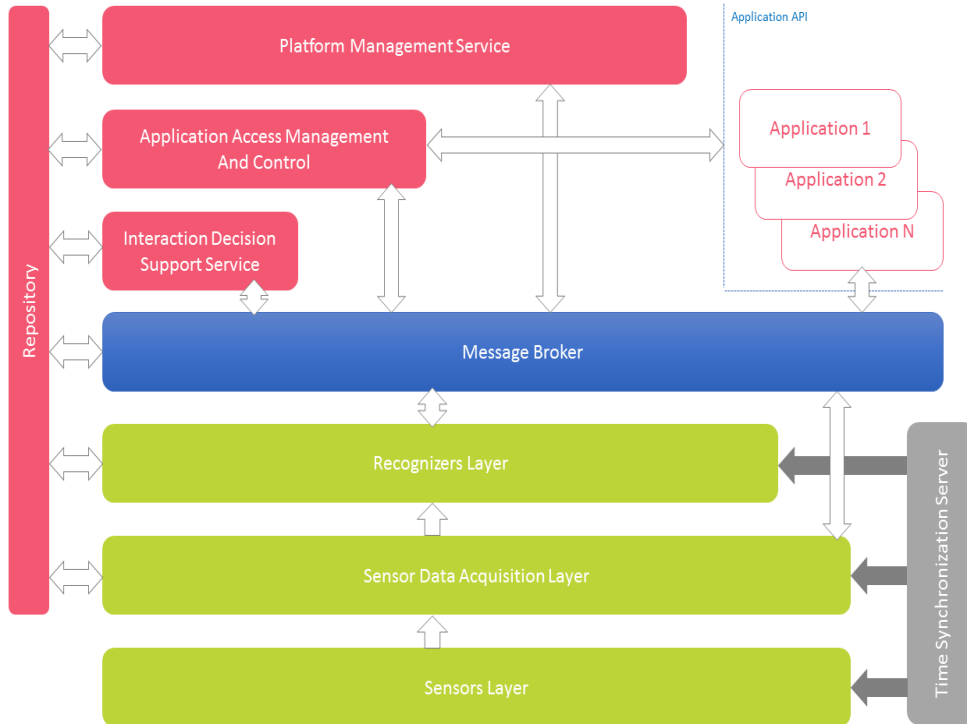 Application API
Platform Management Service
Application Access Management
And Control
Application 1
Application 2
Application N
Interaction Decision
Support Service
Repository
Message Broker
Recognizers Layer
Sensor Data Acquisition Layer
Sensors Layer
Time Synchronization Server